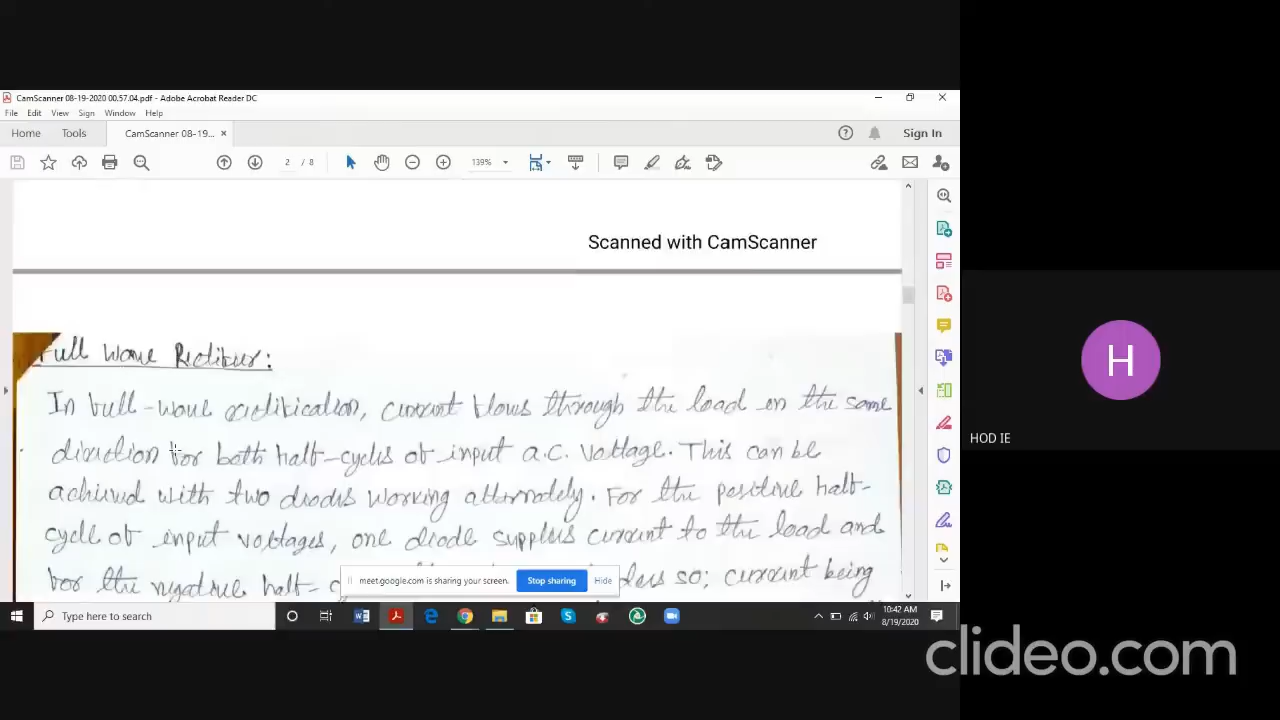 CamScanner 08-19-2020 00.57.04.pdf - Adobe Acrobat Reader DC
File Edit View Sign Window Help
Home Tools CamScanner 08-19... × Sign In
2 / 8 139%
Scanned with CamScanner
Full Wave Rectifier:
In full-wave rectification, current flows through the load in the same
direction for both half-cycles of input a.c. voltage. This can be
achieved with two diodes working alternately. For the positive half-
cycle of input voltages, one diode supplies current to the load and
for the negative half- so; current being
meet.google.com is sharing your screen. Stop sharing Hide
H
HOD IE
Type here to search
10:42 AM
8/19/2020
clideo.com